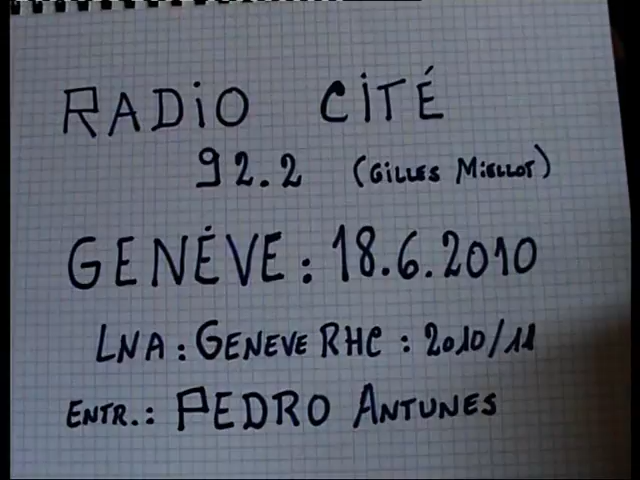 RADiO CiTÉ
92.2 (GILLES MIELLOT)
GENÉVE: 18.6.2010
LNA: GENEVE RHC: 2010/11
ENTR.: PEDRO ANTUNES